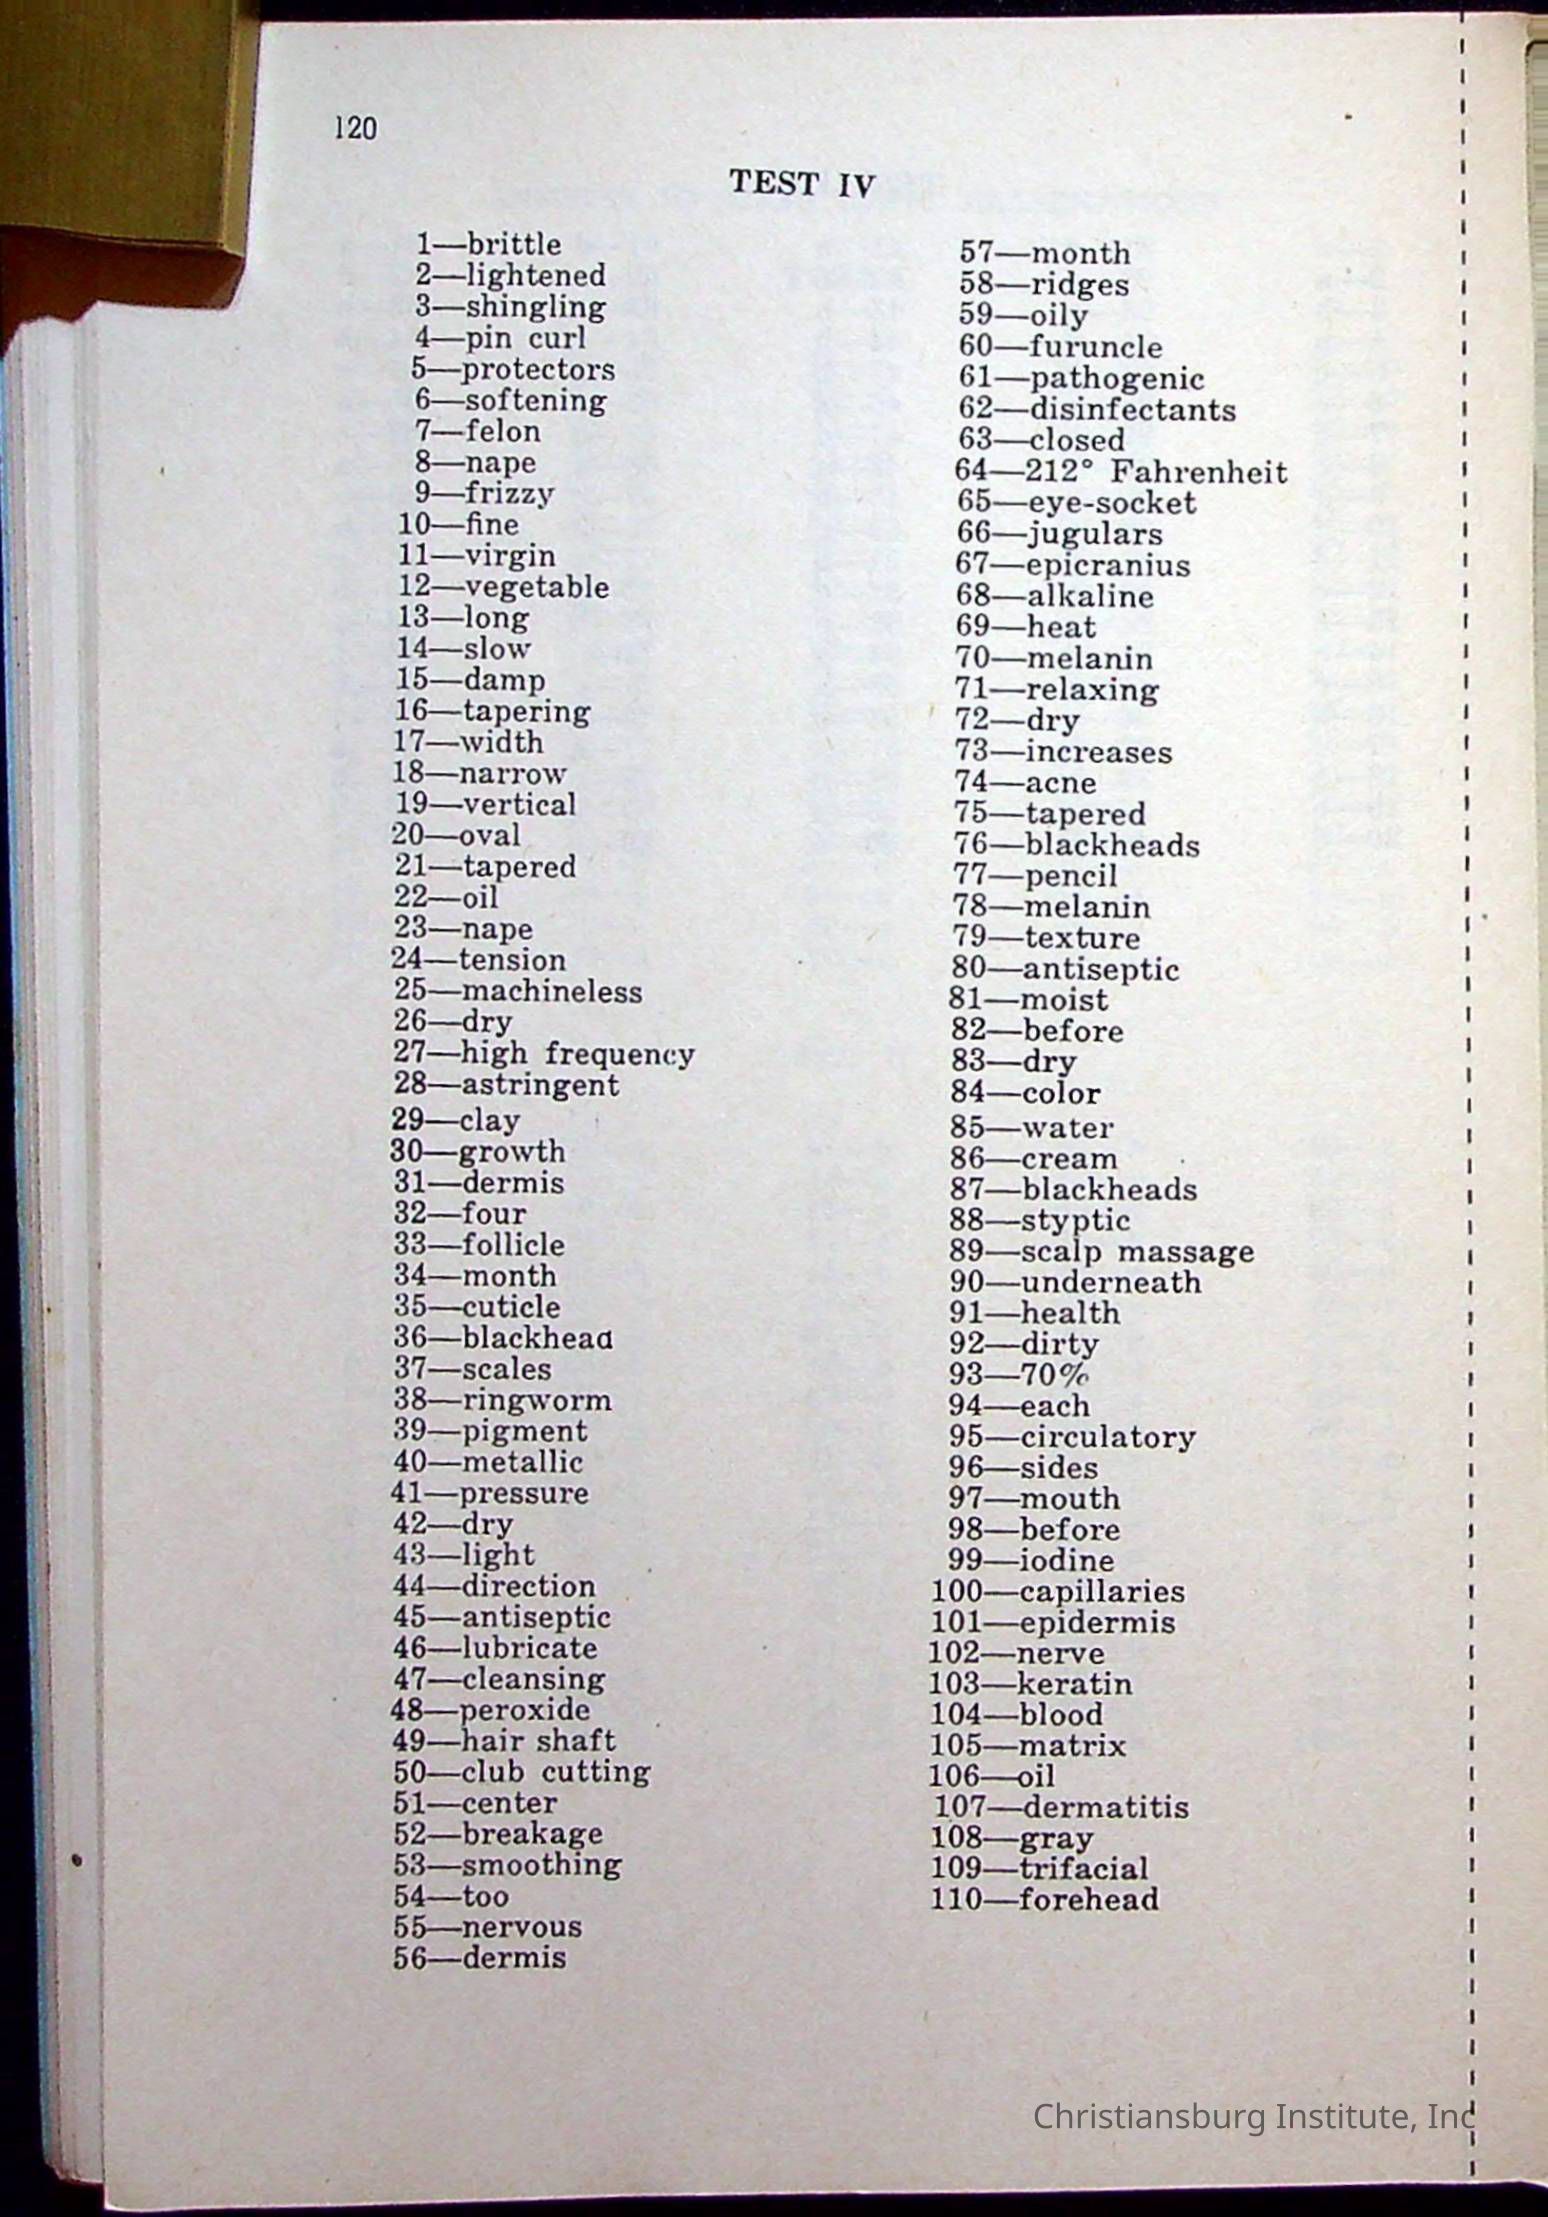 120
TEST IV
1—brittle
2—lightened
3—shingling
4—pin curl
5—protectors
6—softening
7—felon
8—nape
9—frizzy
10—fine
11—virgin
12—vegetable
13—long
14—slow
15—damp
16—tapering
17—width
18—narrow
19—vertical
20—oval
21—tapered
22—oil
23—nape
24—tension
25—machineless
26—dry
27—high frequency
28—astringent
29—clay
30—growth
31—dermis
32—four
33—follicle
34—month
35—cuticle
36—blackhead
37—scales
38—ringworm
39—pigment
40—metallic
41—pressure
42—dry
43—light
44—direction
45—antiseptic
46—lubricate
47—cleansing
48—peroxide
49—hair shaft
50—club cutting
51—center
52—breakage
53—smoothing
54—too
55—nervous
56—dermis
57—month
58—ridges
59—oily
60—furuncle
61—pathogenic
62—disinfectants
63—closed
64—212° Fahrenheit
65—eye-socket
66—jugulars
67—epicranius
68—alkaline
69—heat
70—melanin
71—relaxing
72—dry
73—increases
74—acne
75—tapered
76—blackheads
77—pencil
78—melanin
79—texture
80—antiseptic
81—moist
82—before
83—dry
84—color
85—water
86—cream
87—blackheads
88—styptic
89—scalp massage
90—underneath
91—health
92—dirty
93—70%
94—each
95—circulatory
96—sides
97—mouth
98—before
99—iodine
100—capillaries
101—epidermis
102—nerve
103—keratin
104—blood
105—matrix
106—oil
107—dermatitis
108—gray
109—trifacial
110—forehead
Christiansburg Institute, Inc